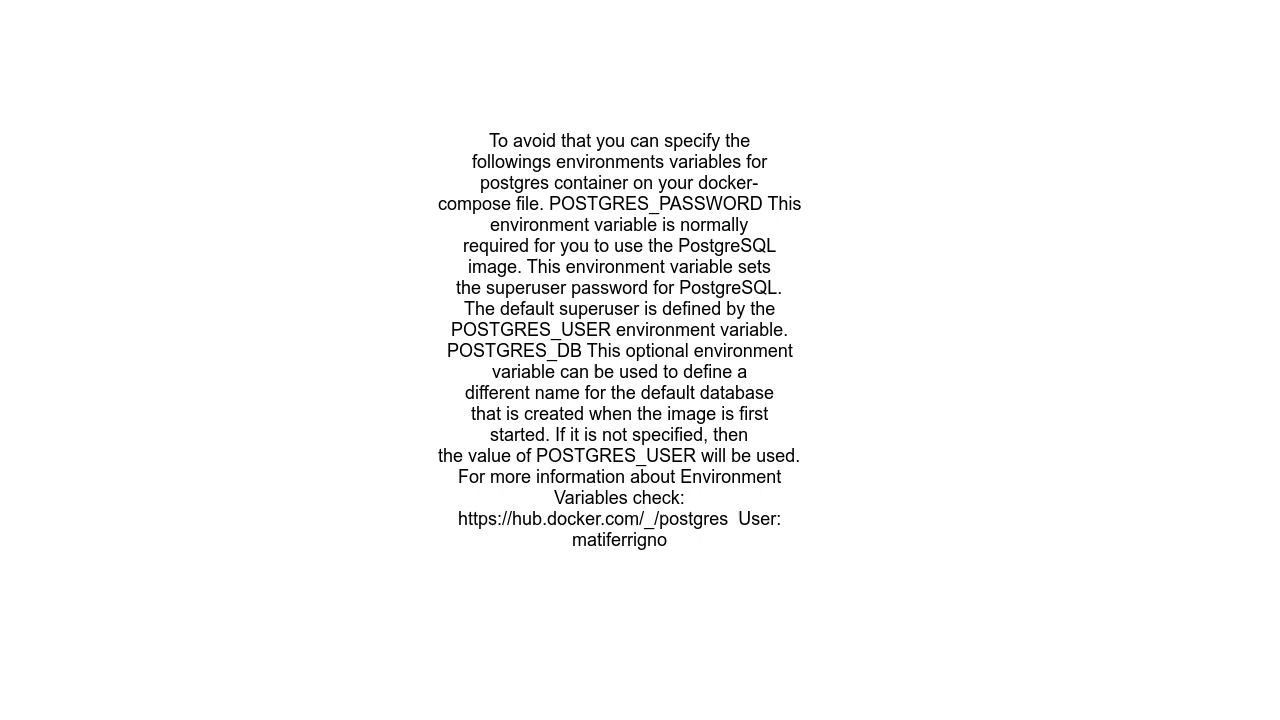 To avoid that you can specify the
followings environments variables for
postgres container on your docker-
compose file. POSTGRES_PASSWORD This
environment variable is normally
required for you to use the PostgreSQL
image. This environment variable sets
the superuser password for PostgreSQL.
The default superuser is defined by the
POSTGRES_USER environment variable.
POSTGRES_DB This optional environment
variable can be used to define a
different name for the default database
that is created when the image is first
started. If it is not specified, then
the value of POSTGRES_USER will be used.
For more information about Environment
Variables check:
https://hub.docker.com/_/postgres  User:
matiferrigno